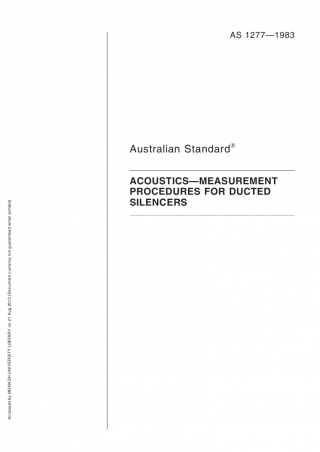 AS 1277—1983
Australian Standard®
ACOUSTICS—MEASUREMENT
PROCEDURES FOR DUCTED
SILENCERS
Accessed by MONASH UNIVERSITY LIBRARY on 21 Aug 2013 (Document currency not guaranteed when printed)